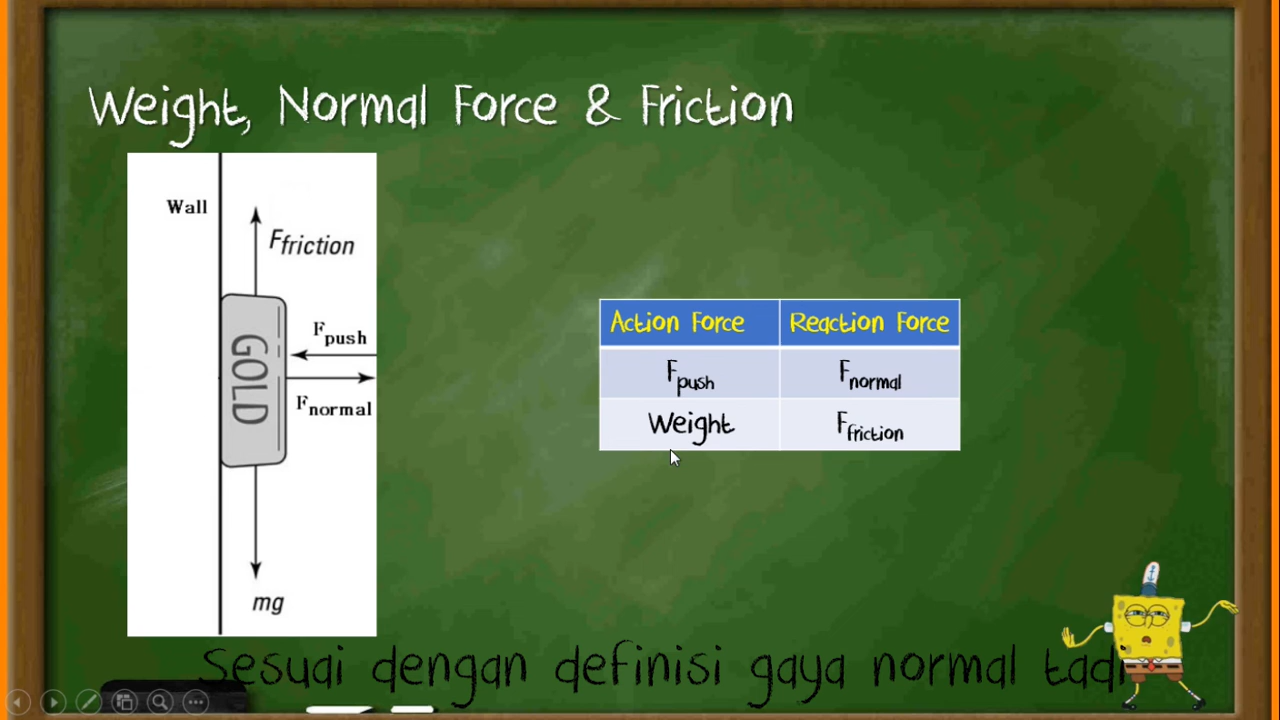 Weight, Normal Force & Friction
Wall
Ffriction
Fpush
GOLD
Fnormal
mg
Action Force Reaction Force
Fpush Fnormal
Weight Ffriction
Sesuai dengan definisi gaya normal tadi